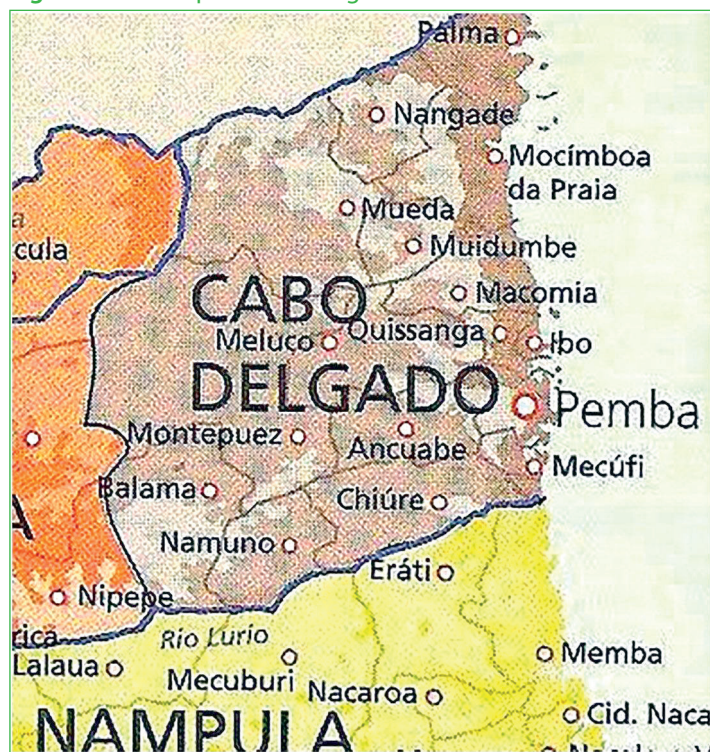 Palma
Nangade
Mocímboa
da Praia
Mueda
cula
Muidumbe
CABO
Macomia
Quissanga
Meluco
Ibo
DELGADO
Pemba
Montepuez
Ancuabe
Mecúfi
Balama
Chiúre
Namuno
Eráti
Nipepe
Rio Lurio
Lalaua
Mecuburi
Memba
Nacaroa
Cid. Naca
NAMPULA